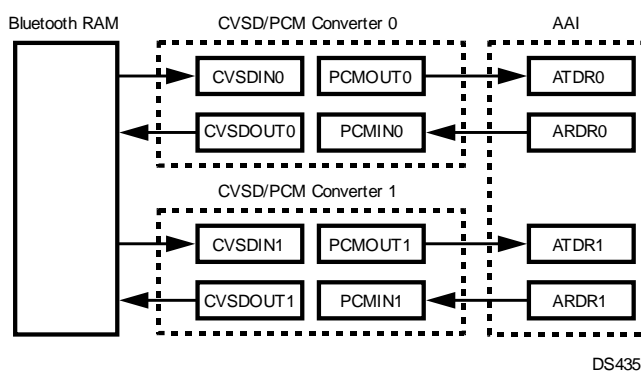 Bluetooth RAM
CVSD/PCM Converter 0
AAI
CVSDIN0
PCMOUT0
ATDR0
CVSDOUT0
PCMIN0
ARDR0
CVSD/PCM Converter 1
CVSDIN1
PCMOUT1
ATDR1
CVSDOUT1
PCMIN1
ARDR1
DS435